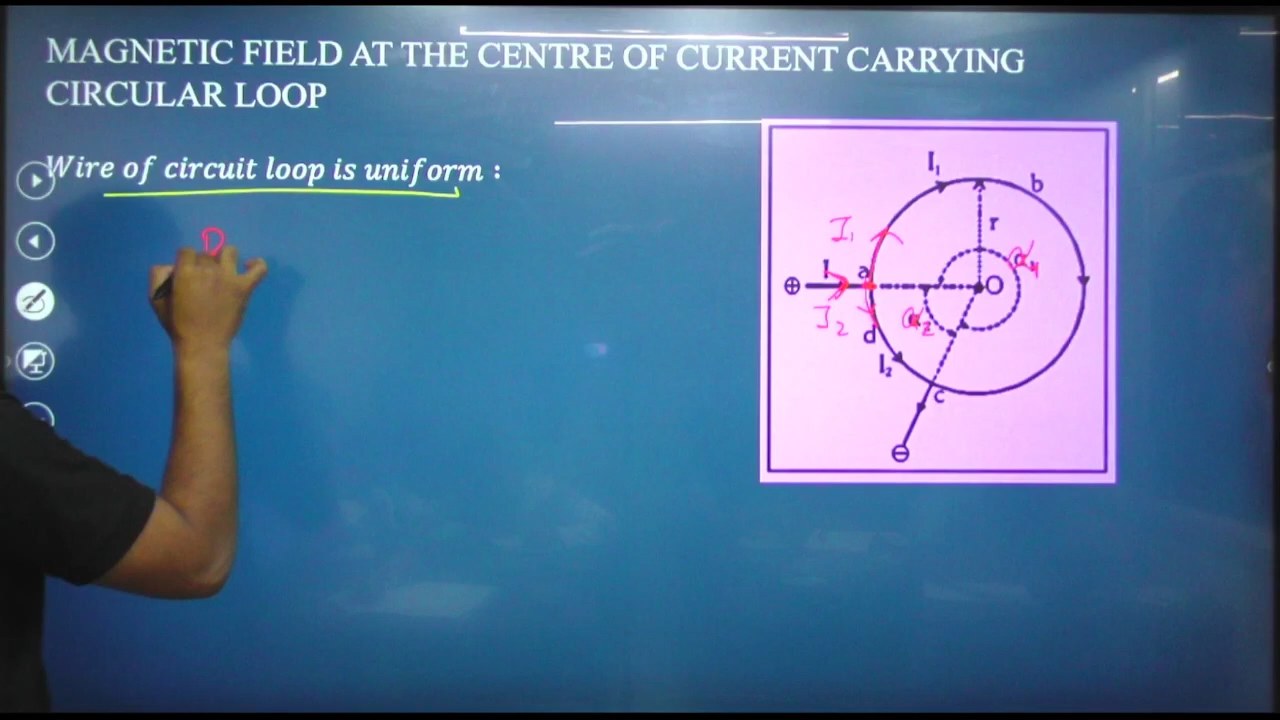 MAGNETIC FIELD AT THE CENTRE OF CURRENT CARRYING
CIRCULAR LOOP
Wire of circuit loop is uniform :
I₁
b
I₁
r
I
a
O
I₂
α₂
d
I₂
c